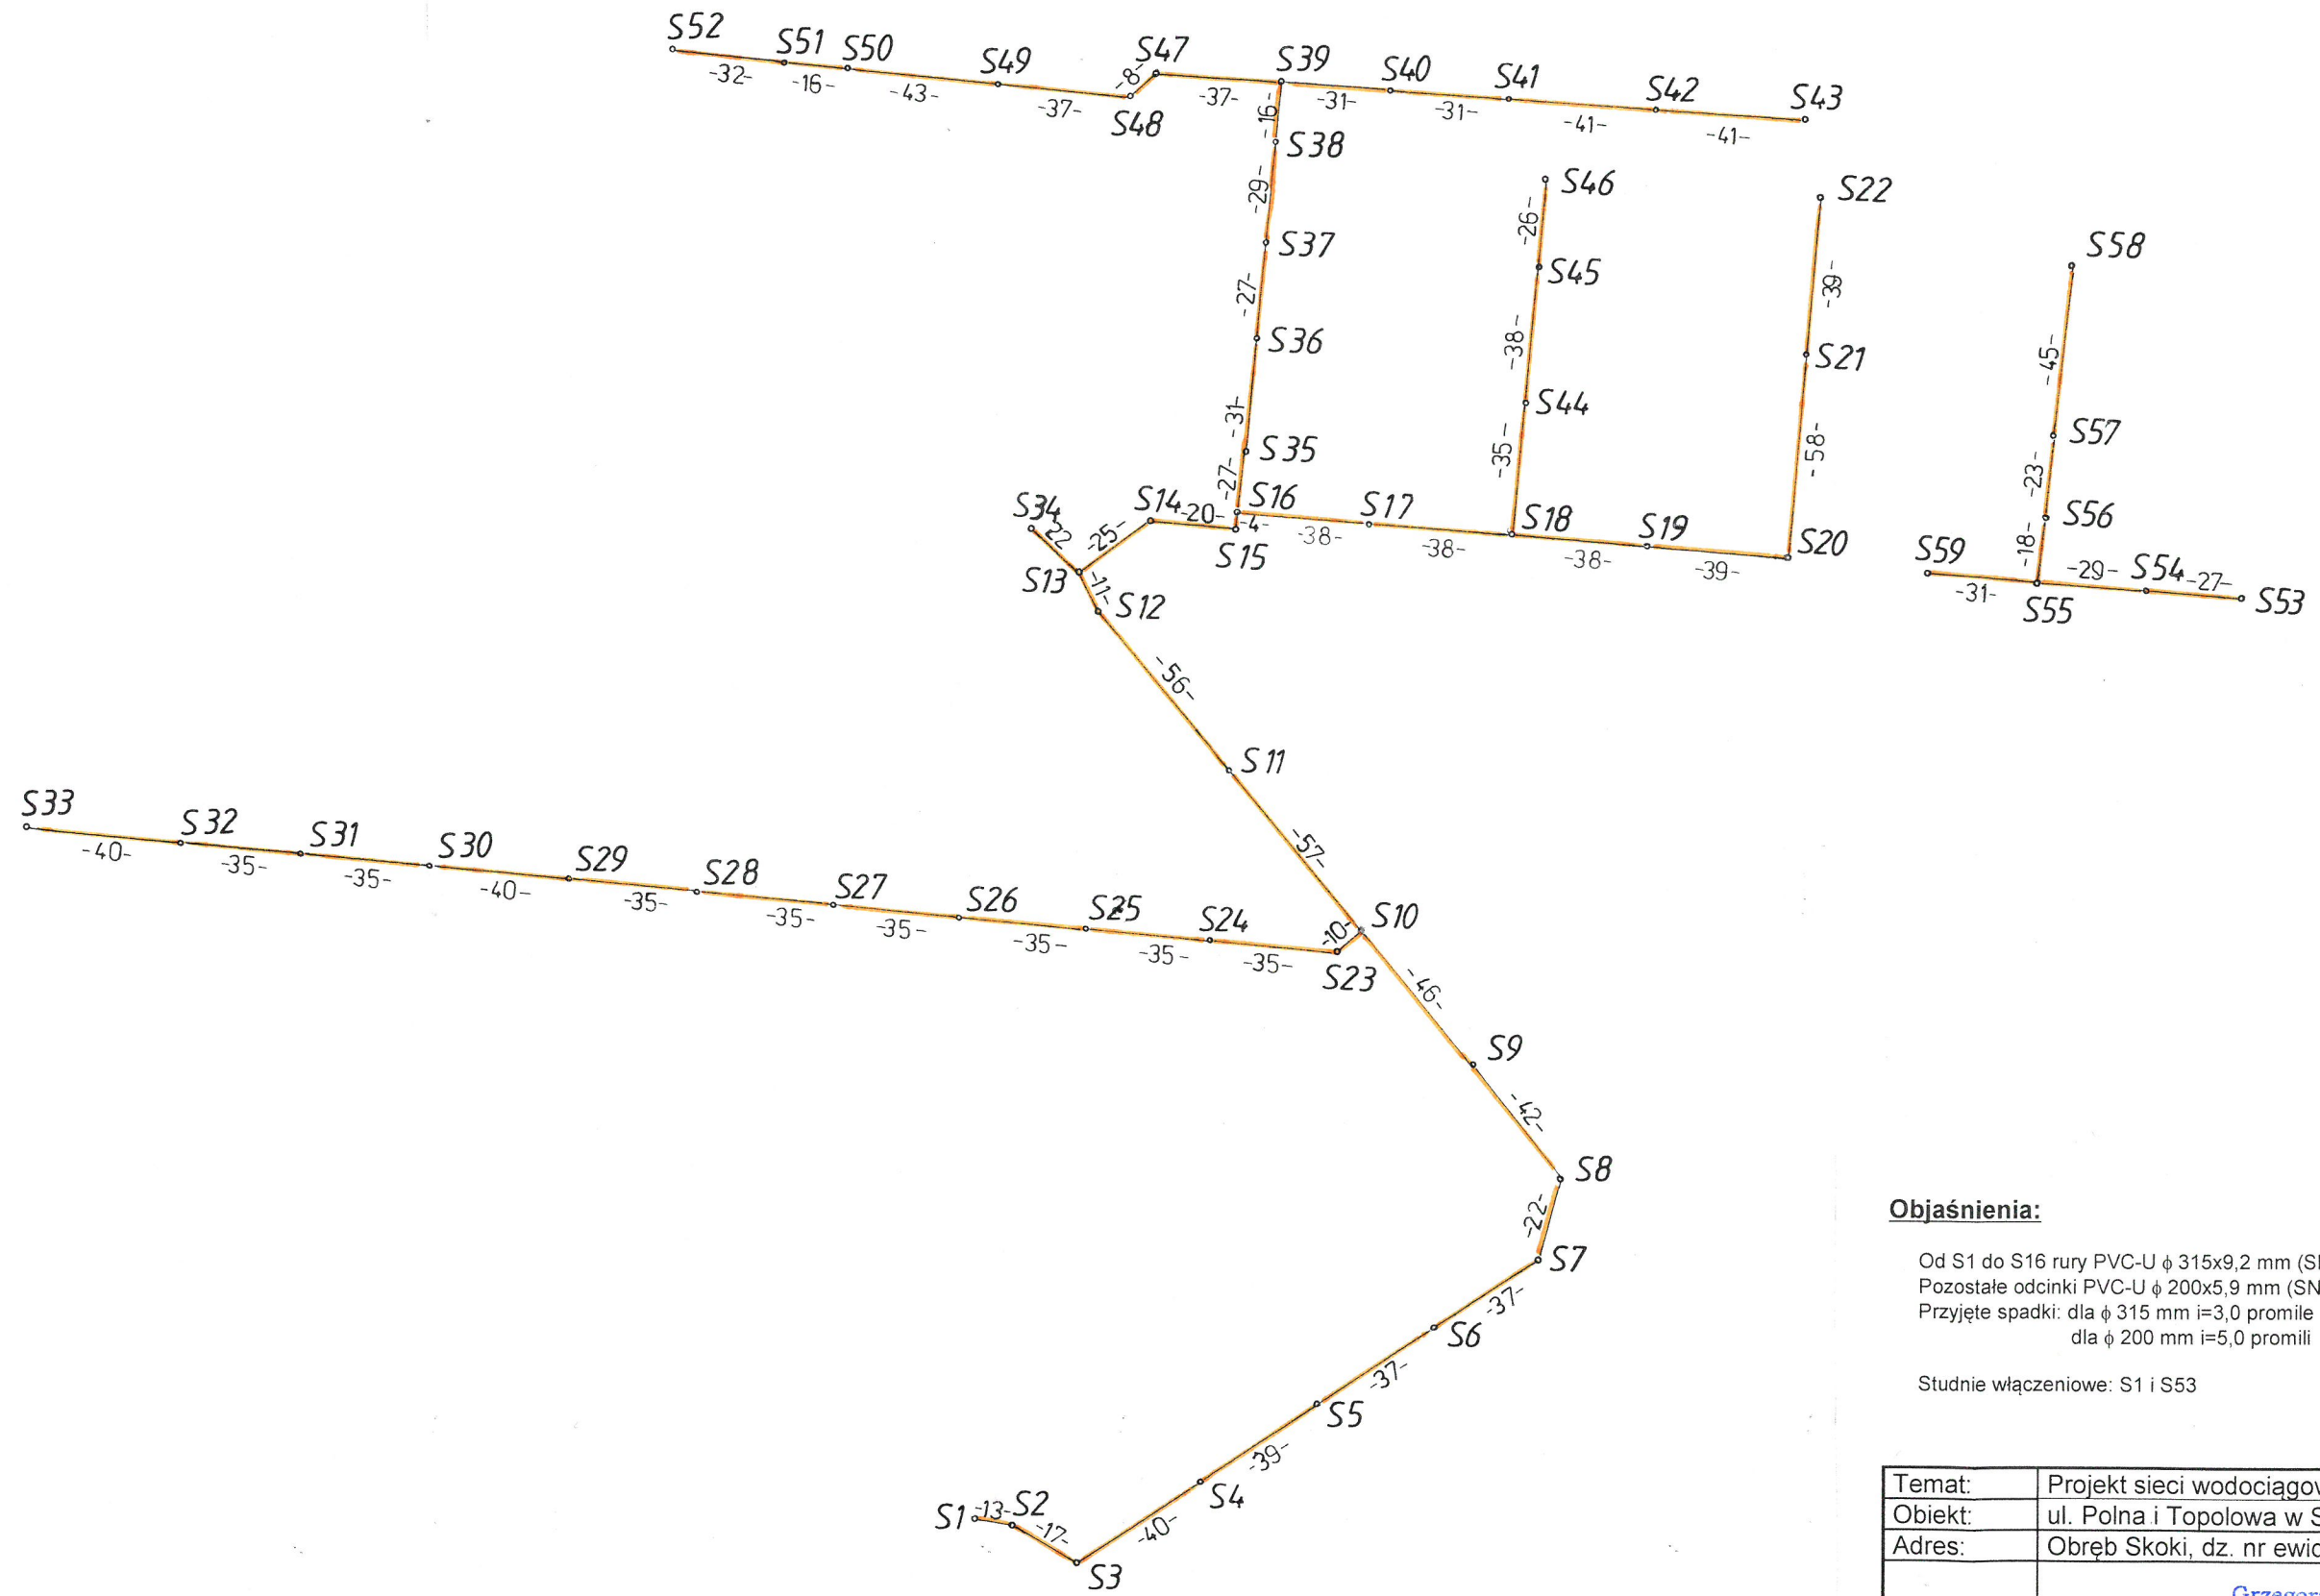 S52
S51
S50
S49
S47
S48
S39
S40
S41
S42
S43
-32-
-16-
-43-
-37-
-8-
-37-
-31-
-31-
-41-
-41-
-16-
S38
-29-
S37
-27-
S36
-31-
S35
-27-
S46
-26-
S45
-38-
S44
-35-
S22
-39-
S21
-58-
S58
-45-
S57
-23-
S56
-18-
S34
-22
S14
-20-
S16
-4-
S15
S17
S18
S19
S20
-38-
-38-
-38-
-39-
S59
-31-
S55
-29-
S54
-27-
S53
-25-
S13
-11-
S12
-56-
S11
-57-
S10
-10-
S23
S33
S32
S31
S30
S29
S28
S27
S26
S25
S24
-40-
-35-
-35-
-40-
-35-
-35-
-35-
-35-
-35-
-35-
-46-
S9
-42-
S8
-22-
S7
-37-
S6
-37-
S5
-39-
S4
-40-
S1
-13-
S2
-17-
S3
Objaśnienia:
Od S1 do S16 rury PVC-U ϕ 315x9,2 mm
Pozostałe odcinki PVC-U ϕ 200x5,9 mm (SN
Przyjęte spadki: dla ϕ 315 mm i=3,0 promile
dla ϕ 200 mm i=5,0 promili
Studnie włączeniowe: S1 i S53
Temat: Projekt sieci
Obiekt: ul. Polna i Topolowa w
Adres: Obręb Skoki, dz. nr